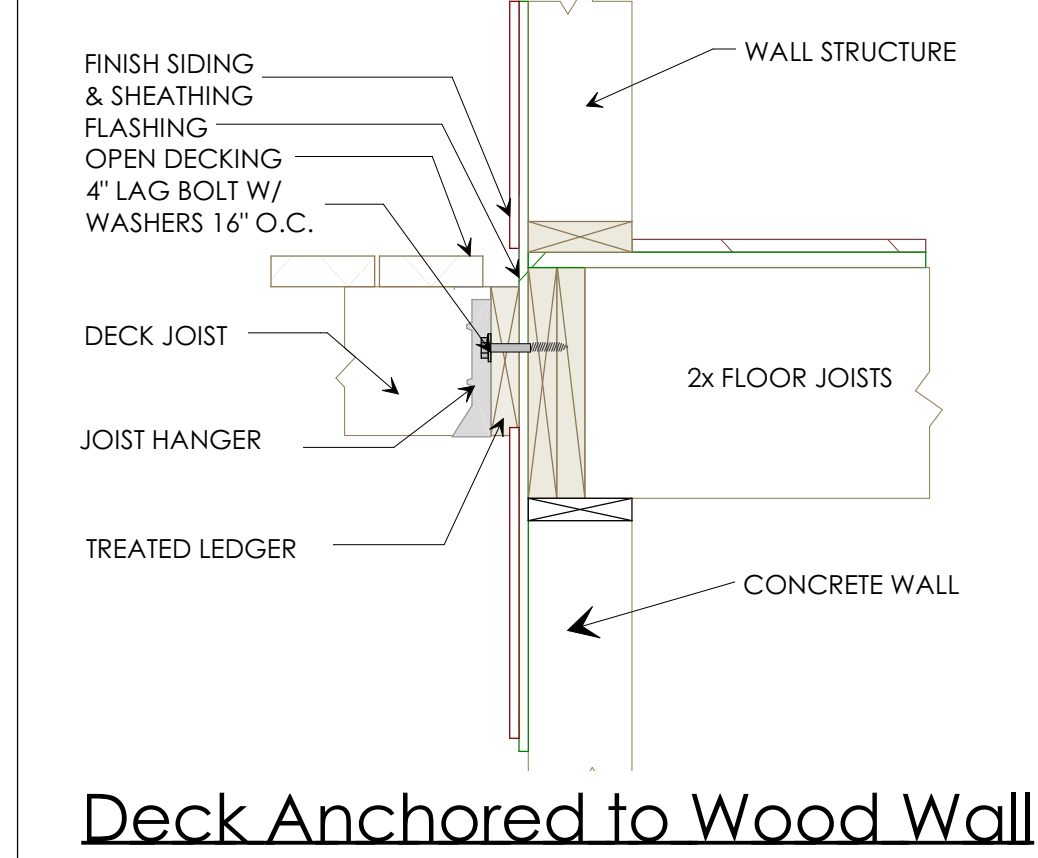 FINISH SIDING
& SHEATHING
FLASHING
OPEN DECKING
4" LAG BOLT W/
WASHERS 16" O.C.
WALL STRUCTURE
DECK JOIST
2x FLOOR JOISTS
JOIST HANGER
TREATED LEDGER
CONCRETE WALL
Deck Anchored to Wood Wall